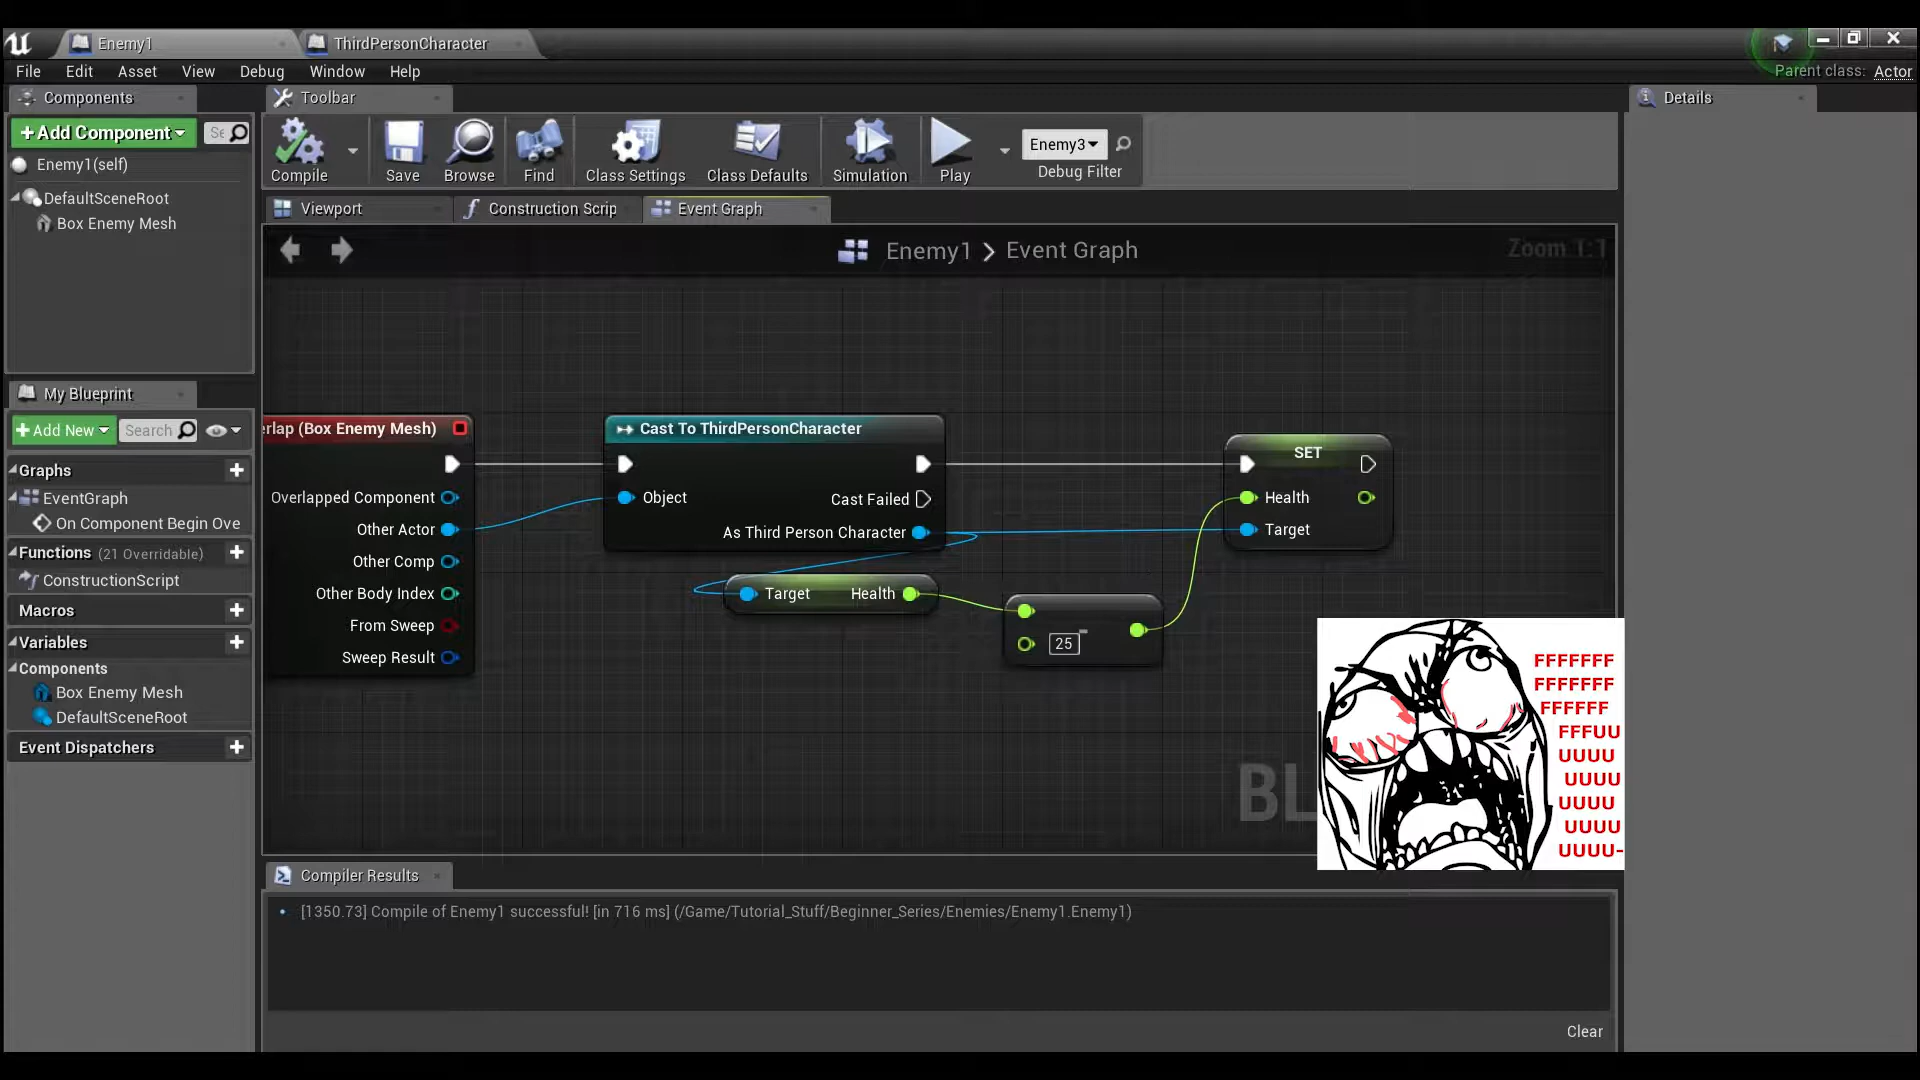 Enemy1
ThirdPersonCharacter
File Edit Asset View Debug Window Help
Parent class: Actor
Components
Toolbar
Details
+Add Component
Se
Enemy1(self)
DefaultSceneRoot
Box Enemy Mesh
Compile
Save
Browse
Find
Class Settings
Class Defaults
Simulation
Play
Enemy3
Debug Filter
Viewport
Construction Scrip
Event Graph
Enemy1 > Event Graph
Zoom 1:1
My Blueprint
+Add New
Search
Graphs
EventGraph
On Component Begin Ove
Functions (21 Overridable)
ConstructionScript
Macros
Variables
Components
Box Enemy Mesh
DefaultSceneRoot
Event Dispatchers
erlap (Box Enemy Mesh)
Overlapped Component
Other Actor
Other Comp
Other Body Index
From Sweep
Sweep Result
Cast To ThirdPersonCharacter
Object
Cast Failed
As Third Person Character
Target Health
25
-
SET
Health
Target
BL
FFFFFFF
FFFFFFF
FFFFFF
FFFUU
UUUU
UUUU
UUUU
UUUU
UUUU-
Compiler Results
• [1350.73] Compile of Enemy1 successful! [in 716 ms] (/Game/Tutorial_Stuff/Beginner_Series/Enemies/Enemy1.Enemy1)
Clear